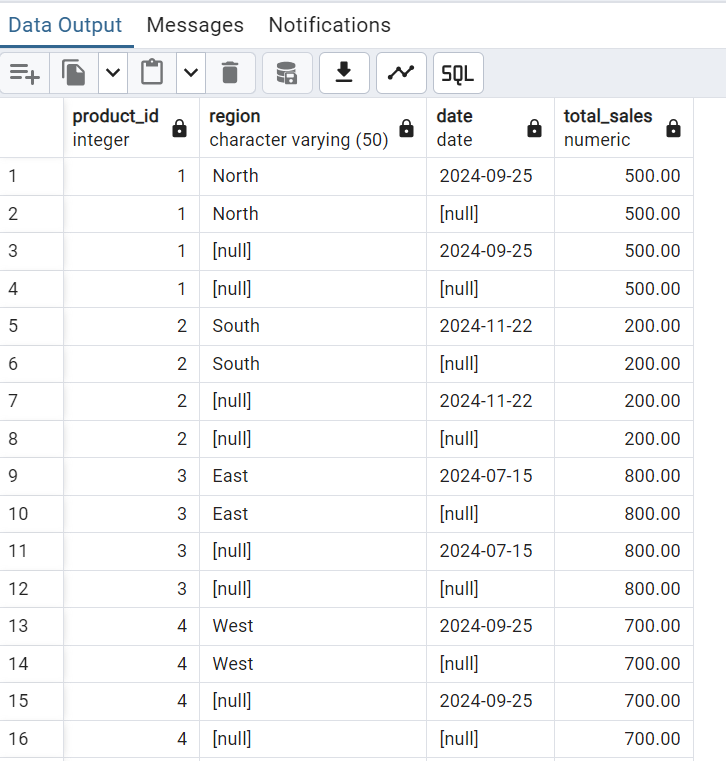 Data Output Messages Notifications
SQL
product_id region date total_sales
integer character varying (50) date numeric
1 1 North 2024-09-25 500.00
2 1 North [null] 500.00
3 1 [null] 2024-09-25 500.00
4 1 [null] [null] 500.00
5 2 South 2024-11-22 200.00
6 2 South [null] 200.00
7 2 [null] 2024-11-22 200.00
8 2 [null] [null] 200.00
9 3 East 2024-07-15 800.00
10 3 East [null] 800.00
11 3 [null] 2024-07-15 800.00
12 3 [null] [null] 800.00
13 4 West 2024-09-25 700.00
14 4 West [null] 700.00
15 4 [null] 2024-09-25 700.00
16 4 [null] [null] 700.00